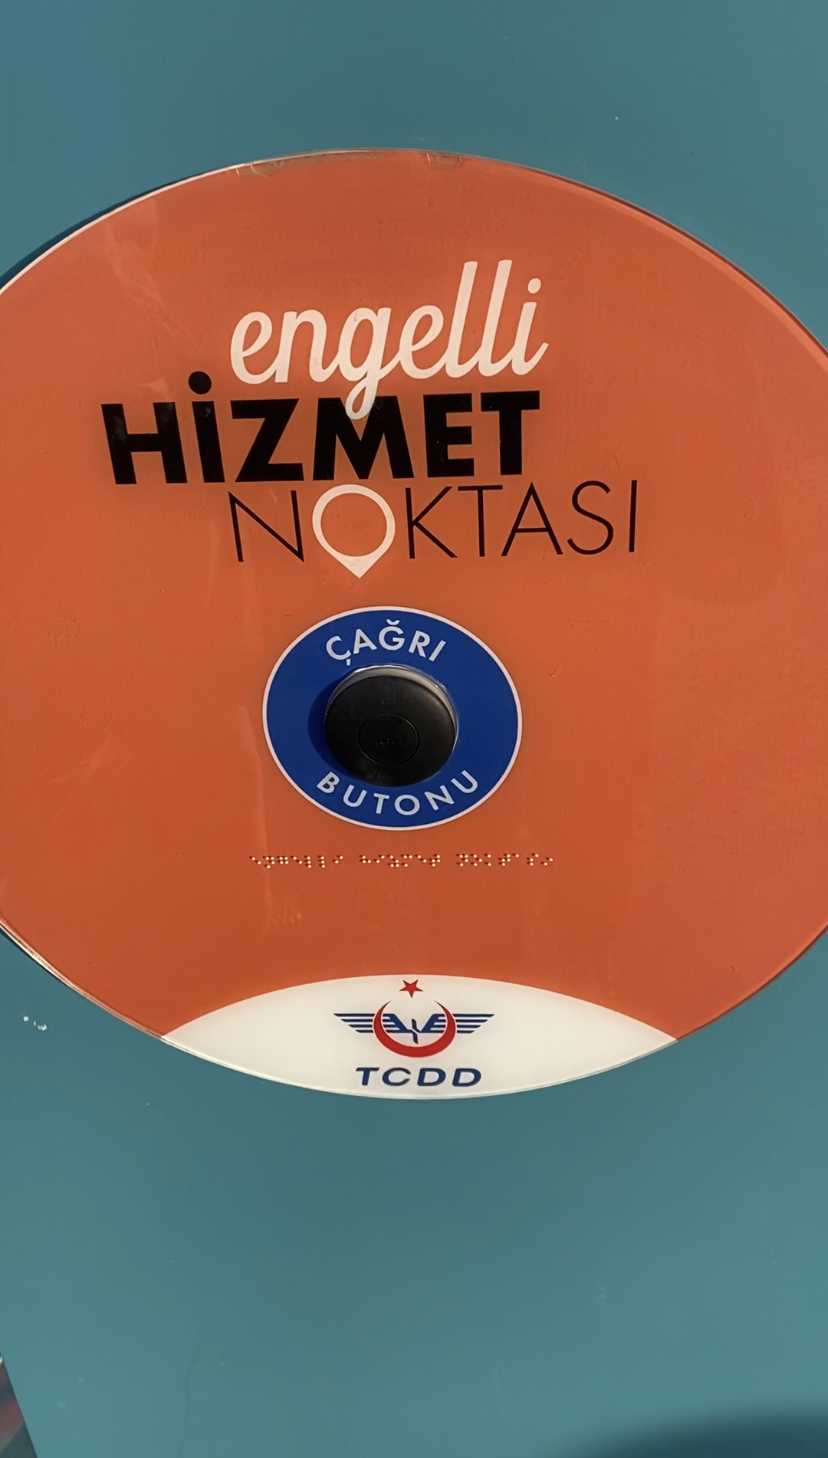 engelli
HİZMET
NOKTASI
ÇAĞRI
BUTONU
TCDD